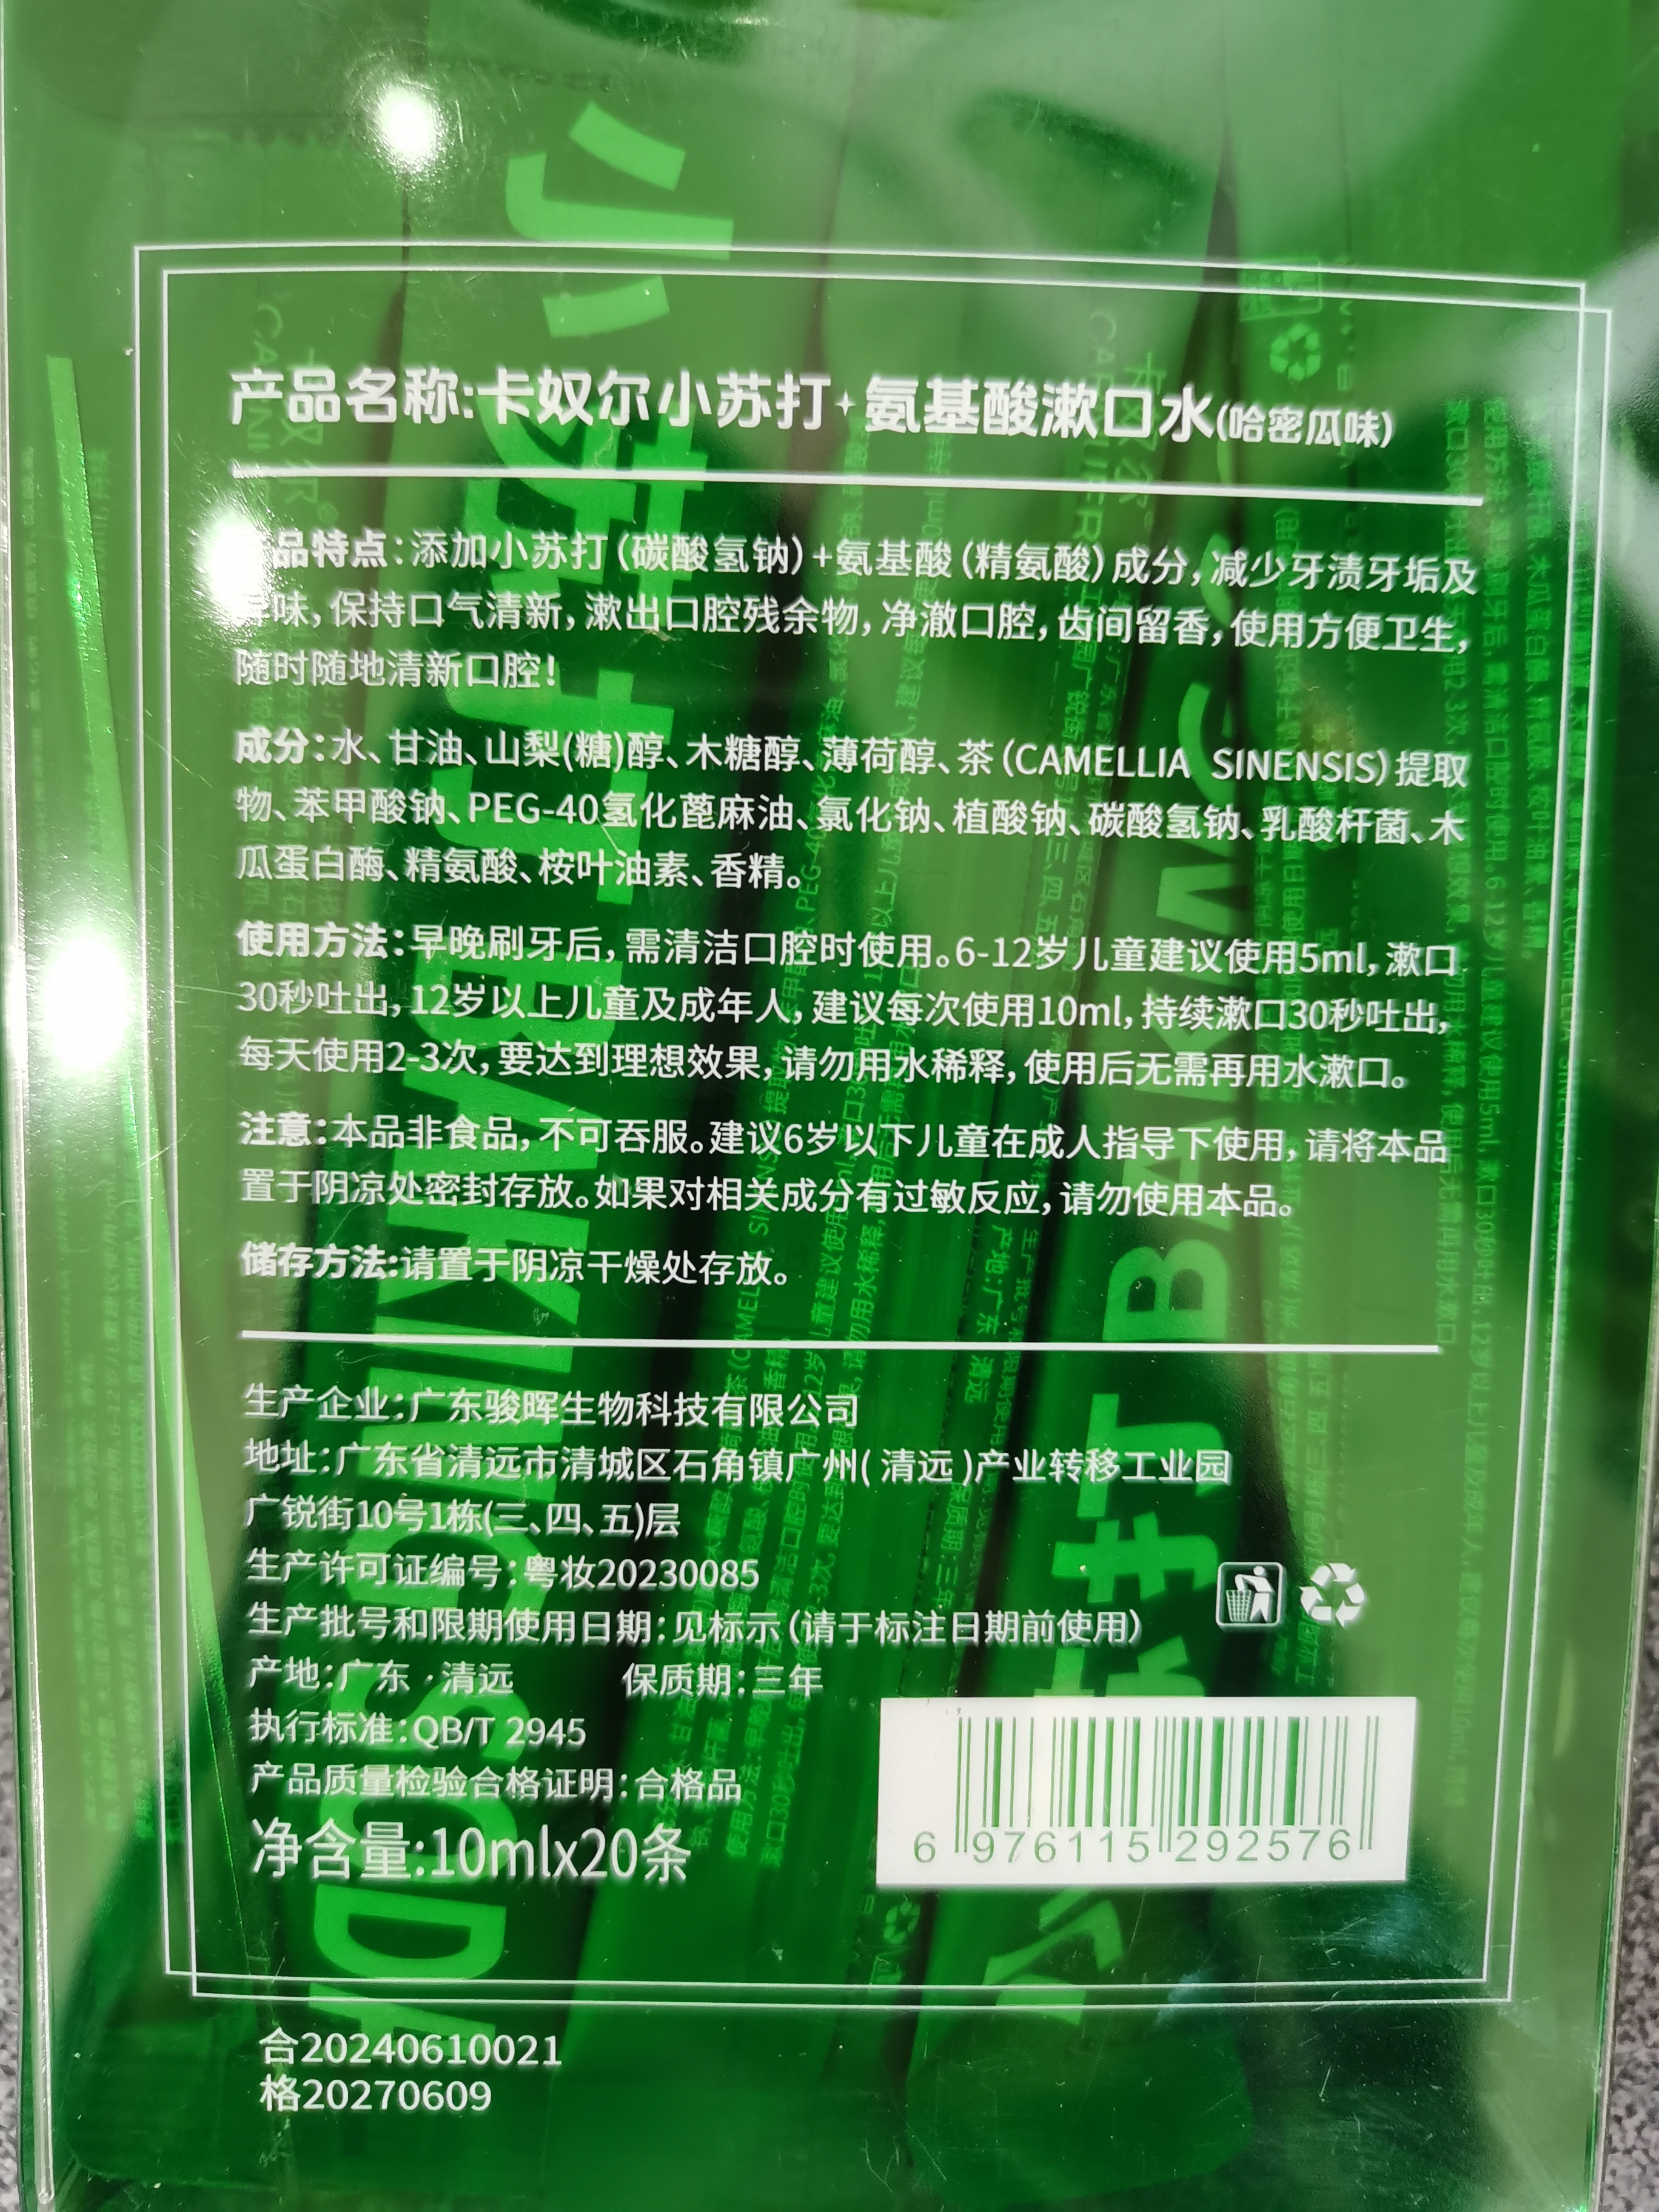 产品名称:卡奴尔小苏打+氨基酸漱口水(哈密瓜味)
品特点：添加小苏打（碳酸氢钠）+氨基酸（精氨酸）成分，减少牙渍牙垢及
异味，保持口气清新，漱出口腔残余物，净澈口腔，齿间留香，使用方便卫生，
随时随地清新口腔！
成分：水、甘油、山梨(糖)醇、木糖醇、薄荷醇、茶（CAMELLIA SINENSIS）提取
物、苯甲酸钠、PEG-40氢化蓖麻油、氯化钠、植酸钠、碳酸氢钠、乳酸杆菌、木
瓜蛋白酶、精氨酸、桉叶油素、香精。
使用方法：早晚刷牙后，需清洁口腔时使用。6-12岁儿童建议使用5ml，漱口
30秒吐出，12岁以上儿童及成年人，建议每次使用10ml，持续漱口30秒吐出，
每天使用2-3次，要达到理想效果，请勿用水稀释，使用后无需再用水漱口。
注意：本品非食品，不可吞服。建议6岁以下儿童在成人指导下使用，请将本品
置于阴凉处密封存放。如果对相关成分有过敏反应，请勿使用本品。
储存方法:请置于阴凉干燥处存放。
生产企业：广东骏晖生物科技有限公司
地址：广东省清远市清城区石角镇广州( 清远 )产业转移工业园
广锐街10号1栋(三、四、五)层
生产许可证编号：粤妆20230085
生产批号和限期使用日期：见标示（请于标注日期前使用）
产地：广东·清远 保质期：三年
执行标准：QB/T 2945
产品质量检验合格证明：合格品
净含量:10mlx20条
6 976115 292576
合20240610021
格20270609
小苏打 BAKINGSOD
打 BAKING